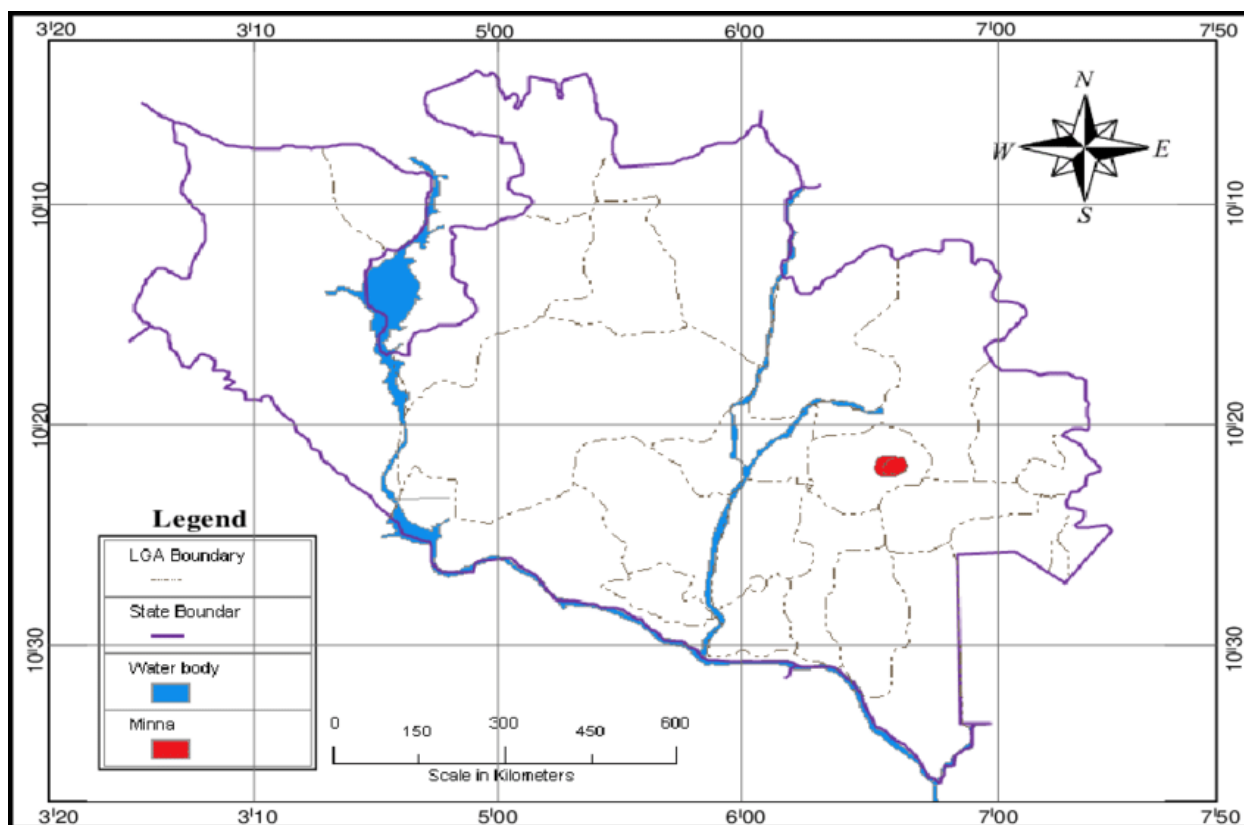 3'20 3'10 5'00 6'00 7'00 7'50
N
W E
S
10"10 10"10
10"20 10"20
Legend
LGA Boundary
State Boundar
Water body
Minna
10"30 10"30
0 150 300 450 600
Scale in Kilometers
3'20 3'10 5'00 6'00 7'00 7'50